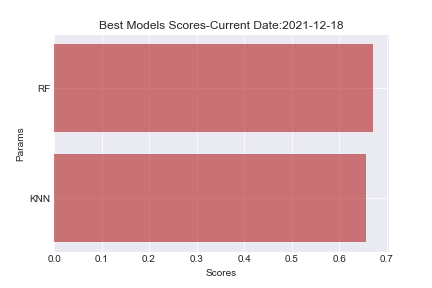 Best Models Scores-Current Date:2021-12-18
RF
Params
KNN
0.0 0.1 0.2 0.3 0.4 0.5 0.6 0.7
Scores